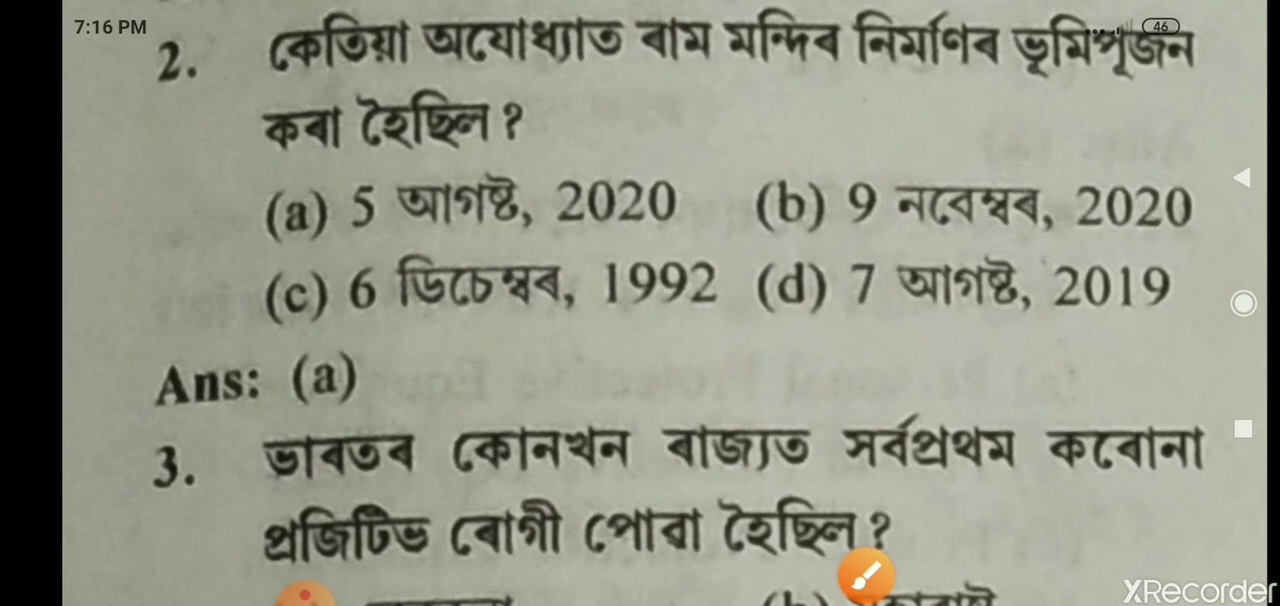 7:16 PM
46
2. কেতিয়া অযোধ্যাত ৰাম মন্দিৰ নিৰ্মাণৰ ভূমিপূজন
কৰা হৈছিল ?
(a) 5 আগষ্ট, 2020 (b) 9 নৱেম্বৰ, 2020
(c) 6 ডিচেম্বৰ, 1992 (d) 7 আগষ্ট, 2019
Ans: (a)
3. ভাৰতৰ কোনখন ৰাজ্যত সৰ্বপ্ৰথম কৰোনা
প্ৰজিটিভ ৰোগী পোৱা হৈছিল ?
(b)
XRecorder